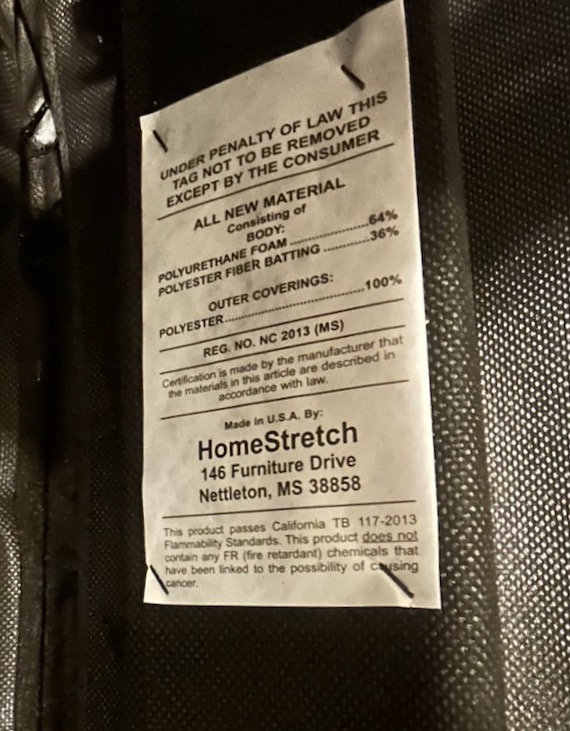 UNDER PENALTY OF LAW THIS
TAG NOT TO BE REMOVED
EXCEPT BY THE CONSUMER
ALL NEW MATERIAL
Consisting of
BODY:
POLYURETHANE FOAM ....................64%
POLYESTER FIBER BATTING ............36%
OUTER COVERINGS:
POLYESTER...................................100%
REG. NO. NC 2013 (MS)
Certification is made by the manufacturer that
the materials in this article are described in
accordance with law.
Made in U.S.A. By:
HomeStretch
146 Furniture Drive
Nettleton, MS 38858
This product passes California TB 117-2013
Flammability Standards. This product does not
contain any FR (fire retardant) chemicals that
have been linked to the possibility of causing
cancer.